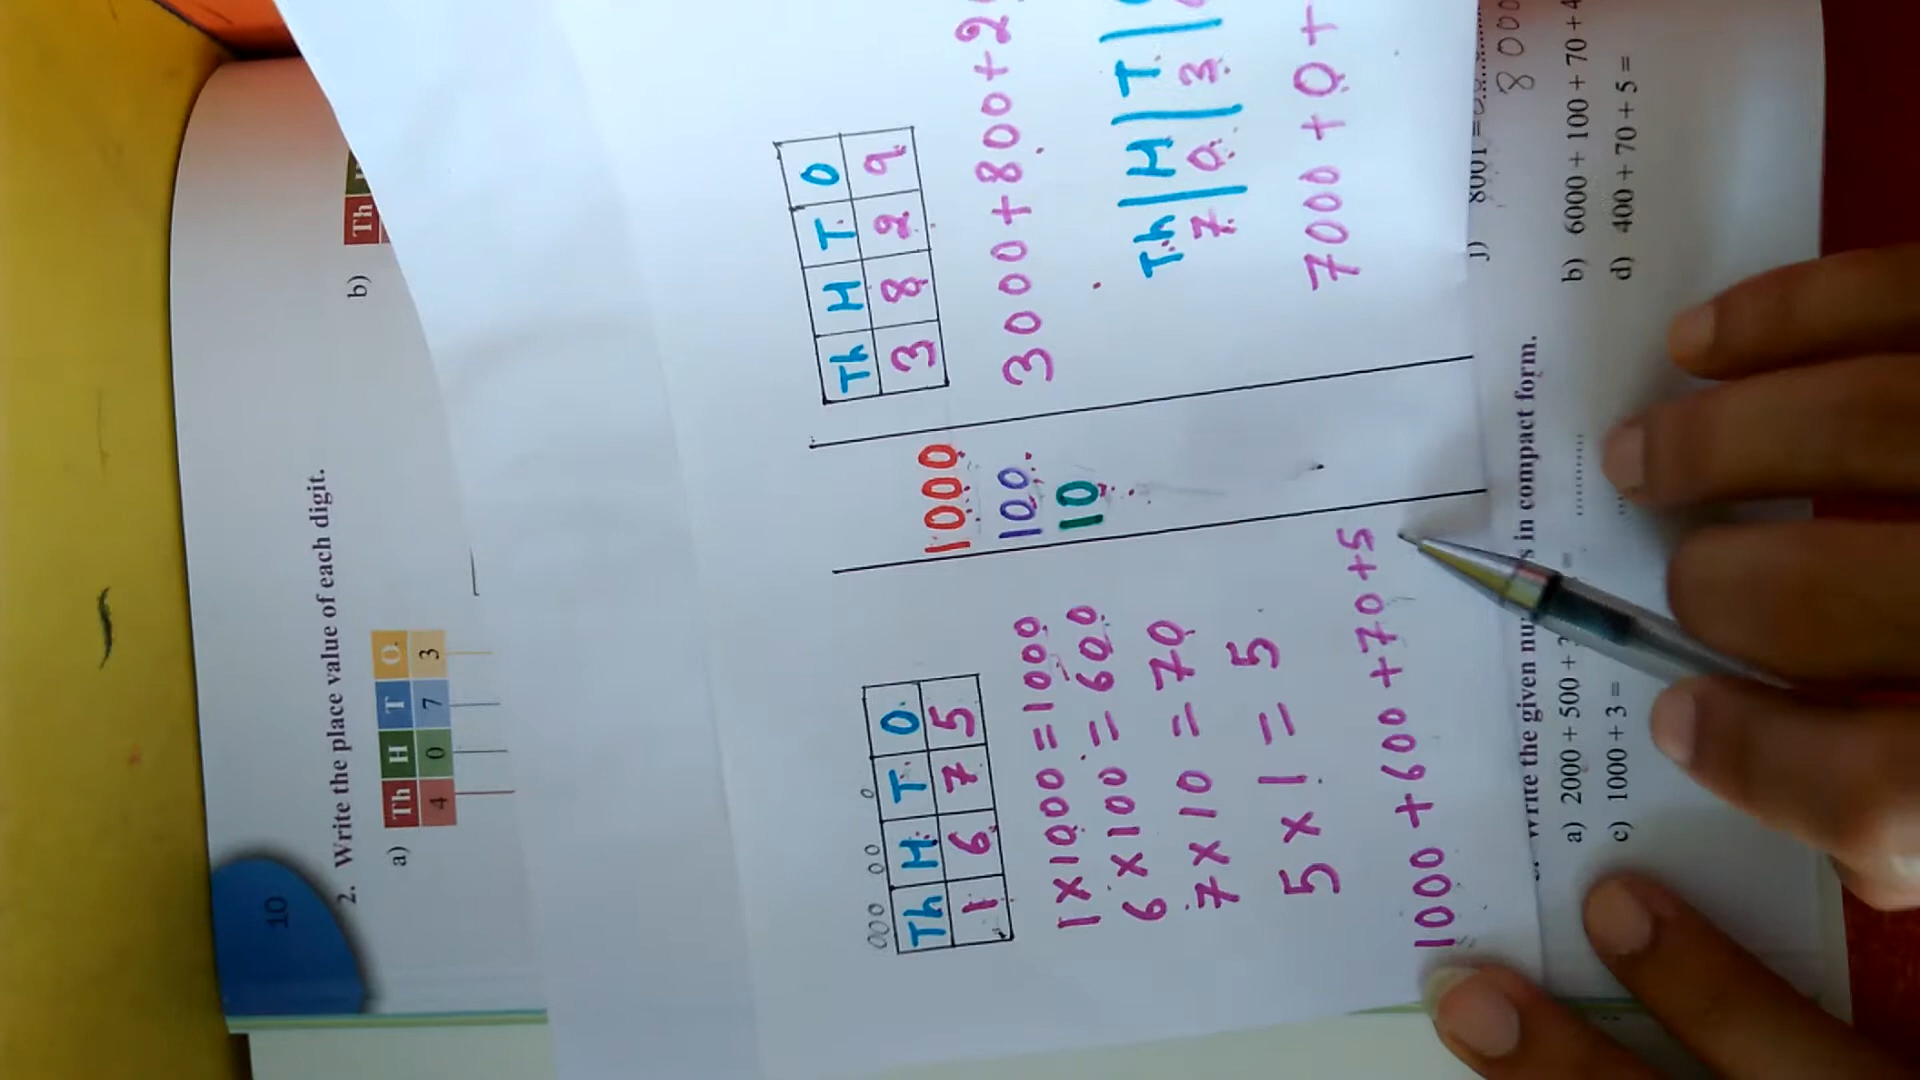 10
2. Write the place value of each digit.
a) Th H T O
4 0 7 3
b) Th
000 00 0
Th H T O
1 6 7 5
1×1000 = 1000
6×100 = 600
7×10 = 70
5×1 = 5
1000 + 600 + 70 + 5
1000
100
10
Th H T O
3 8 2 9
3000 + 800 + 2
Th H T
7 0 3
7000 + 0 +
j) 8001 =
8000
Write the given in compact form.
a) 2000 + 500 +
b) 6000 + 100 + 70 + 4
c) 1000 + 3 =
d) 400 + 70 + 5 =